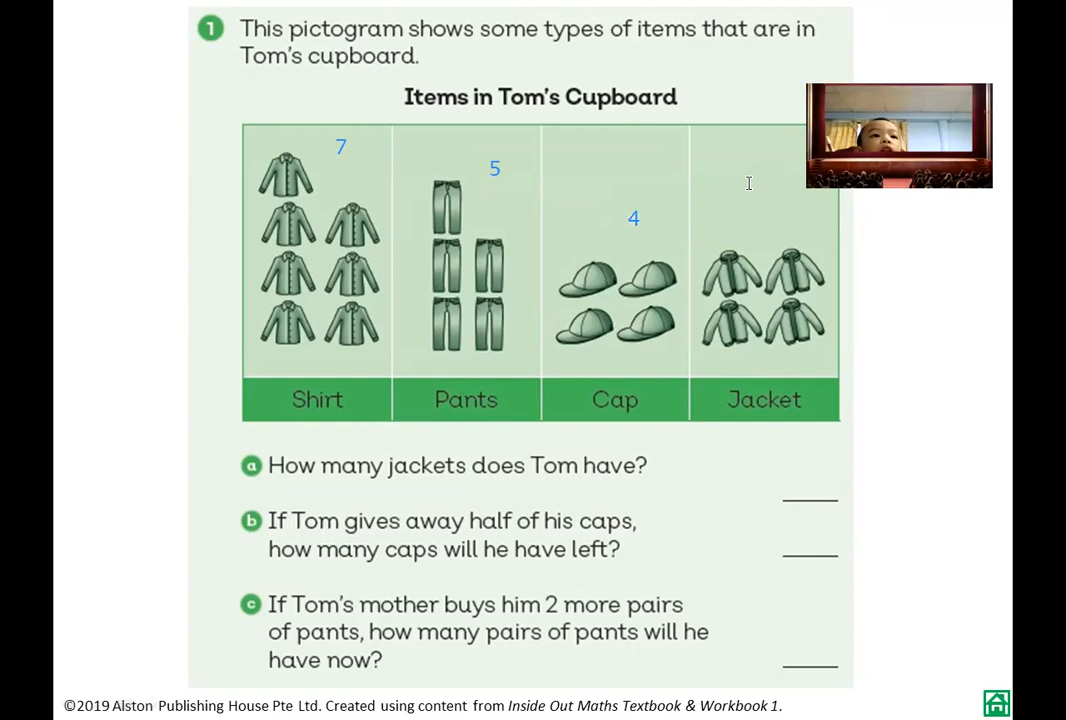 1 This pictogram shows some types of items that are in
Tom's cupboard.
Items in Tom's Cupboard
7
5
4
Shirt Pants Cap Jacket
a How many jackets does Tom have?
b If Tom gives away half of his caps,
how many caps will he have left?
c If Tom's mother buys him 2 more pairs
of pants, how many pairs of pants will he
have now?
©2019 Alston Publishing House Pte Ltd. Created using content from Inside Out Maths Textbook & Workbook 1.